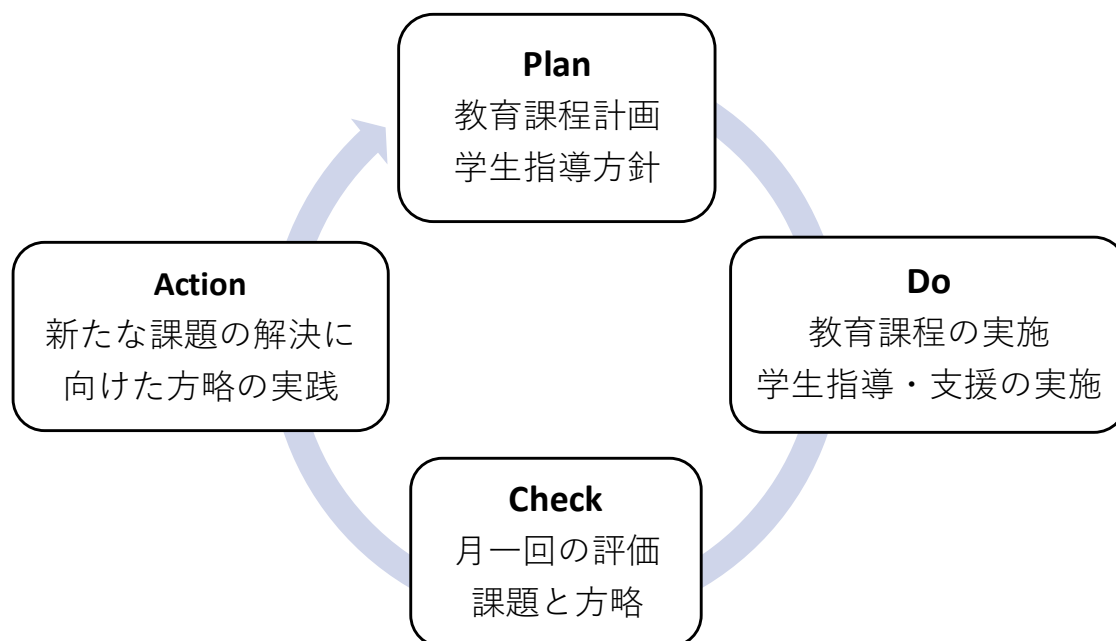 Plan
教育課程計画
学生指導方針
Do
教育課程の実施
学生指導・支援の実施
Check
月一回の評価
課題と方略
Action
新たな課題の解決に
向けた方略の実践